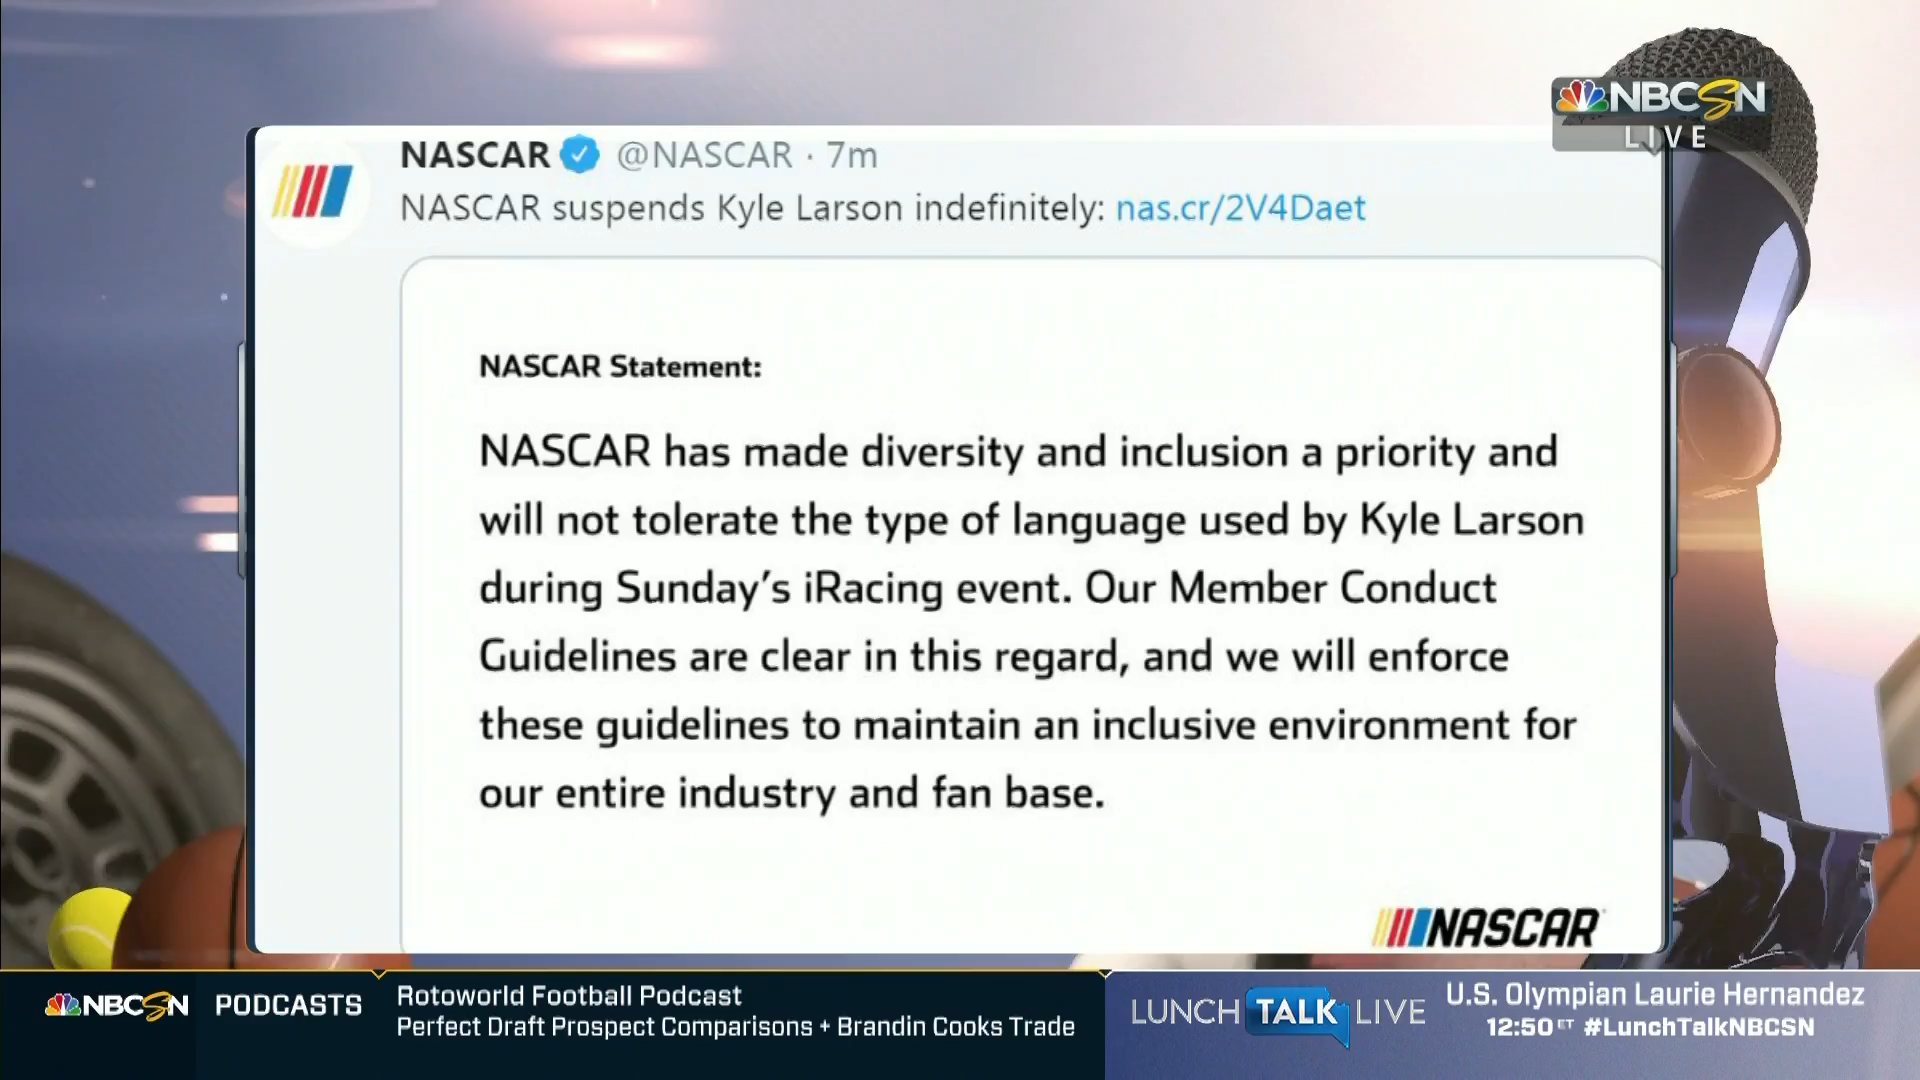 NBCSN
LIVE
NASCAR @NASCAR · 7m
NASCAR suspends Kyle Larson indefinitely: nas.cr/2V4Daet
NASCAR Statement:
NASCAR has made diversity and inclusion a priority and
will not tolerate the type of language used by Kyle Larson
during Sunday's iRacing event. Our Member Conduct
Guidelines are clear in this regard, and we will enforce
these guidelines to maintain an inclusive environment for
our entire industry and fan base.
NASCAR
NBCSN PODCASTS
Rotoworld Football Podcast
Perfect Draft Prospect Comparisons + Brandin Cooks Trade
LUNCH TALK LIVE
U.S. Olympian Laurie Hernandez
12:50 ET #LunchTalkNBCSN